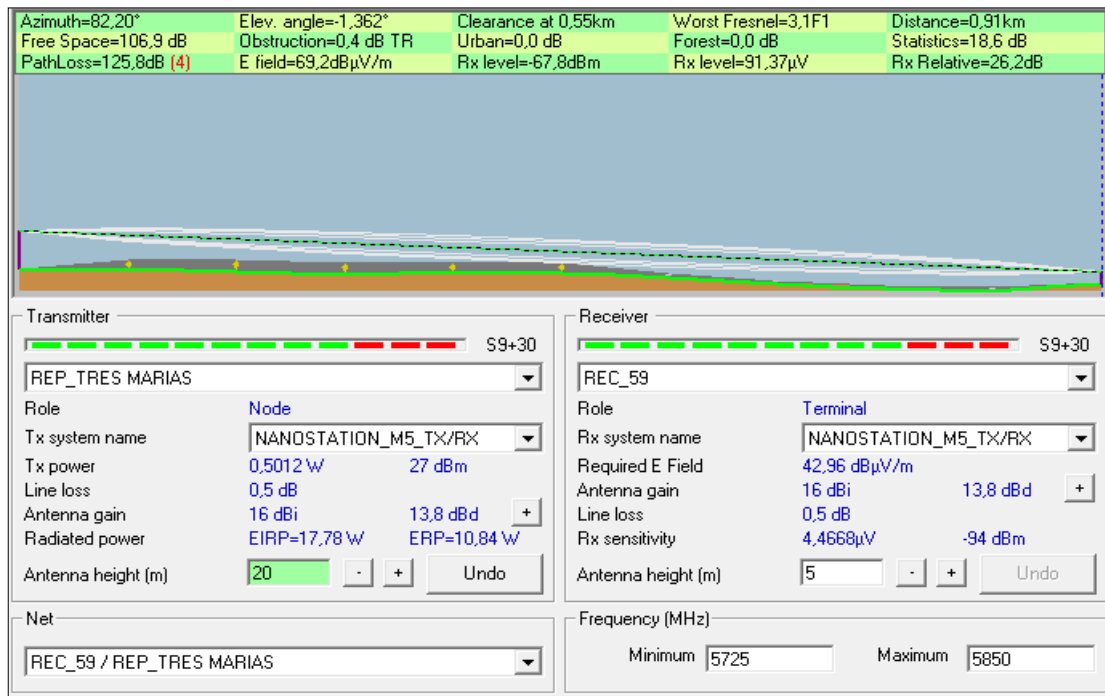 Azimuth=82,20° Elev. angle=-1,362° Clearance at 0,55km Worst Fresnel=3,1F1 Distance=0,91km
Free Space=106,9 dB Obstruction=0,4 dB TR Urban=0,0 dB Forest=0,0 dB Statistics=18,6 dB
PathLoss=125,8dB (4) E field=69,2dBµV/m Rx level=-67,8dBm Rx level=91,37µV Rx Relative=26,2dB
Transmitter
S9+30
REP_TRES MARIAS
Role Node
Tx system name NANOSTATION_M5_TX/RX
Tx power 0,5012 W 27 dBm
Line loss 0,5 dB
Antenna gain 16 dBi 13,8 dBd +
Radiated power EIRP=17,78 W ERP=10,84 W
Antenna height (m) 20 - + Undo
Receiver
S9+30
REC_59
Role Terminal
Rx system name NANOSTATION_M5_TX/RX
Required E Field 42,96 dBµV/m
Antenna gain 16 dBi 13,8 dBd +
Line loss 0,5 dB
Rx sensitivity 4,4668µV -94 dBm
Antenna height (m) 5 - + Undo
Net
REC_59 / REP_TRES MARIAS
Frequency (MHz)
Minimum 5725 Maximum 5850